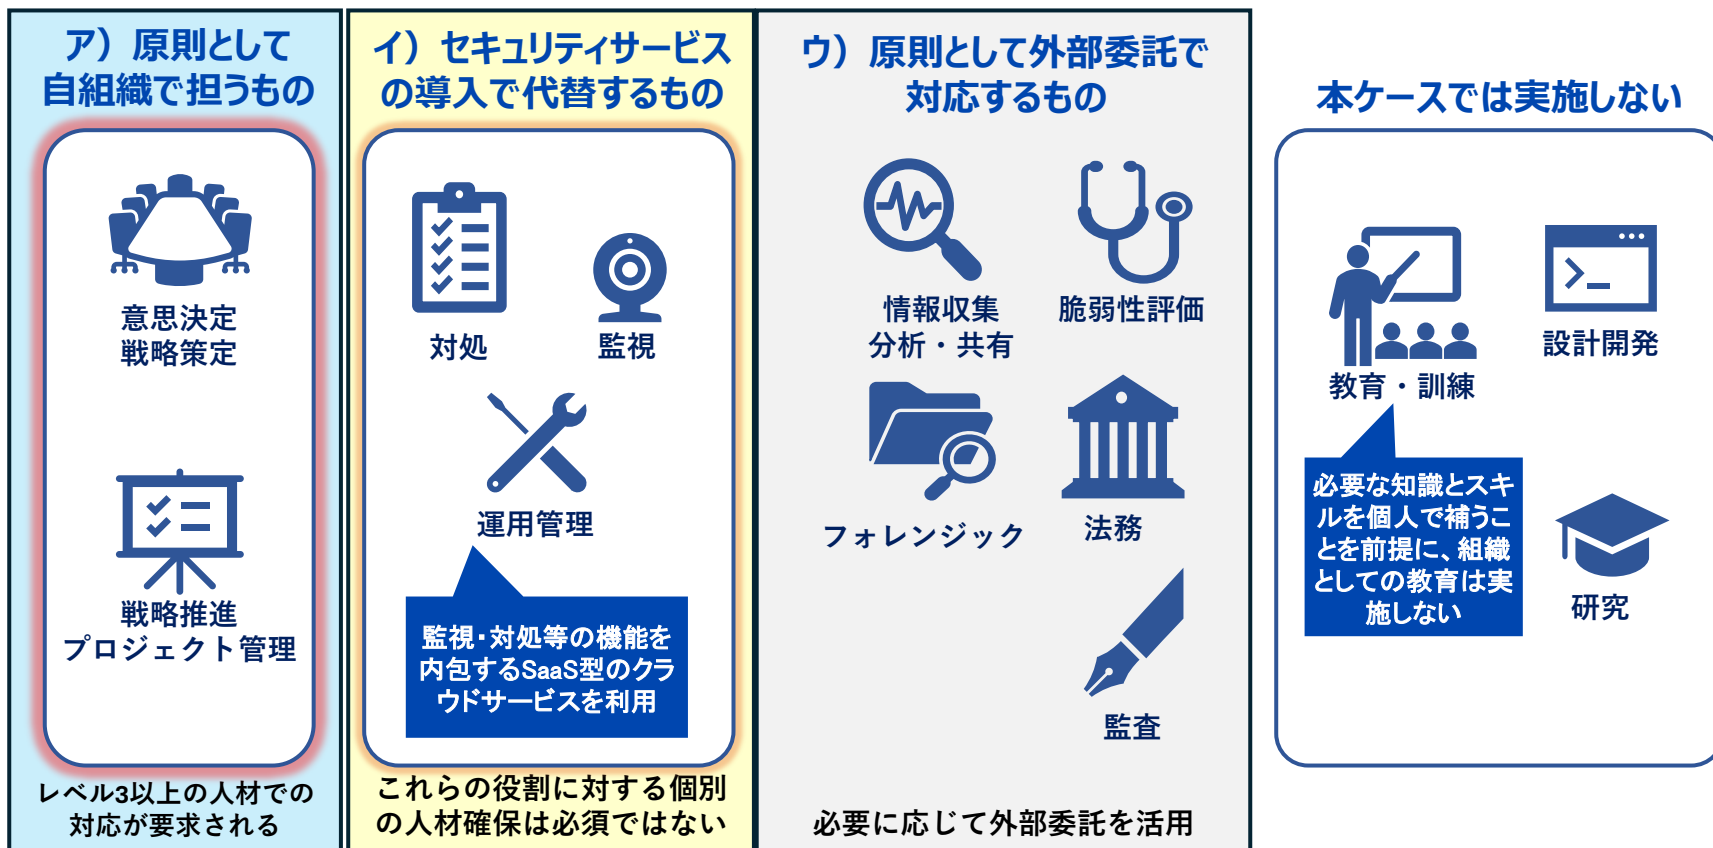 ア）原則として
自組織で担うもの
意思決定
戦略策定
戦略推進
プロジェクト管理
レベル3以上の人材での
対応が要求される
イ）セキュリティサービス
の導入で代替するもの
対処
監視
運用管理
監視・対処等の機能を
内包するSaaS型のクラ
ウドサービスを利用
これらの役割に対する個別
の人材確保は必須ではない
ウ）原則として外部委託で
対応するもの
情報収集
分析・共有
脆弱性評価
フォレンジック
法務
監査
必要に応じて外部委託を活用
本ケースでは実施しない
教育・訓練
設計開発
必要な知識とスキ
ルを個人で補うこ
とを前提に、組織
としての教育は実
施しない
研究